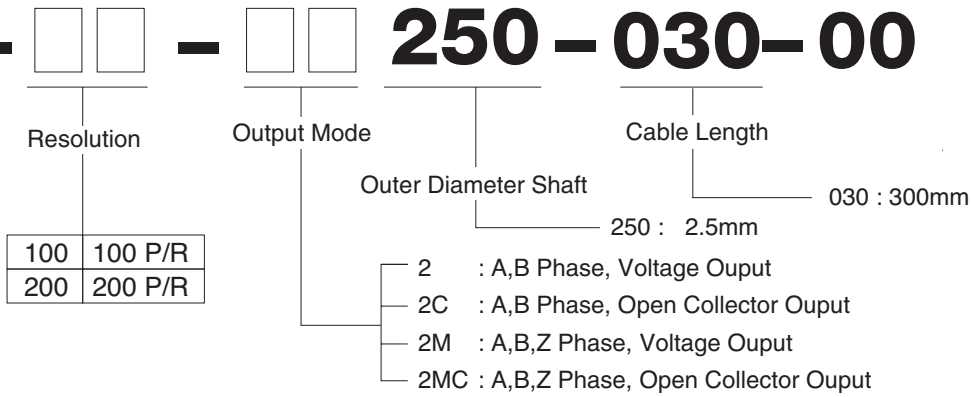 - - 250 - 030 - 00
Resolution
Output Mode
Cable Length
Outer Diameter Shaft
030 : 300mm
250 : 2.5mm
100 100 P/R
200 200 P/R
2 : A,B Phase, Voltage Ouput
2C : A,B Phase, Open Collector Ouput
2M : A,B,Z Phase, Voltage Ouput
2MC : A,B,Z Phase, Open Collector Ouput